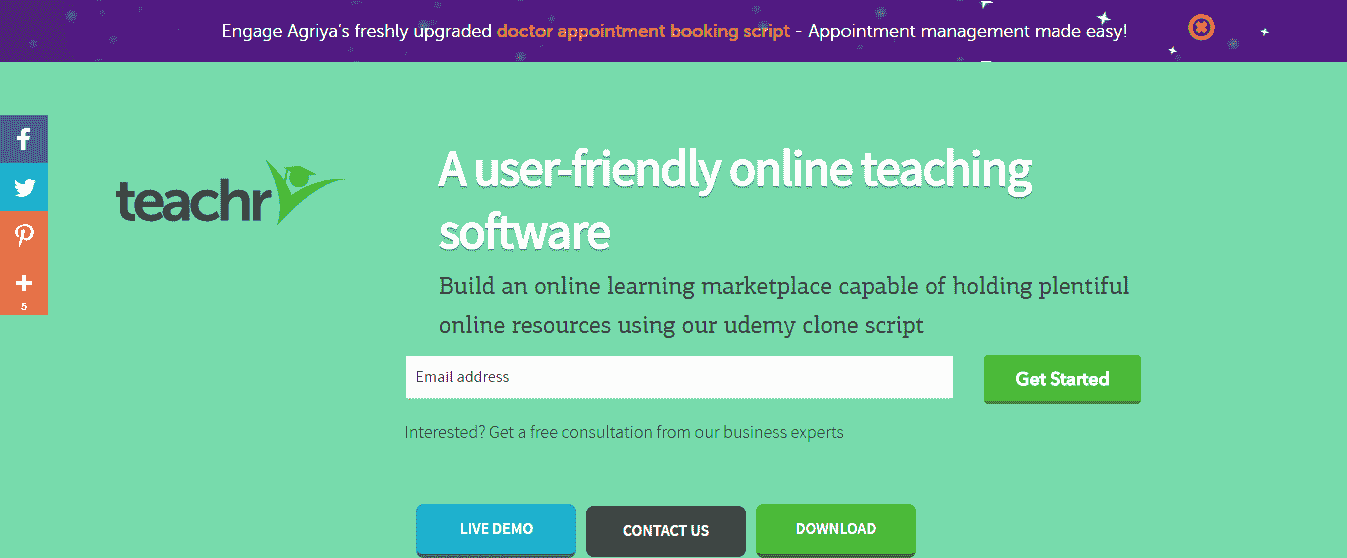 Engage Agriya's freshly upgraded doctor appointment booking script - Appointment management made easy!
teachr
A user-friendly online teaching
software
Build an online learning marketplace capable of holding plentiful
online resources using our udemy clone script
Email address
Get Started
Interested? Get a free consultation from our business experts
5
LIVE DEMO
CONTACT US
DOWNLOAD